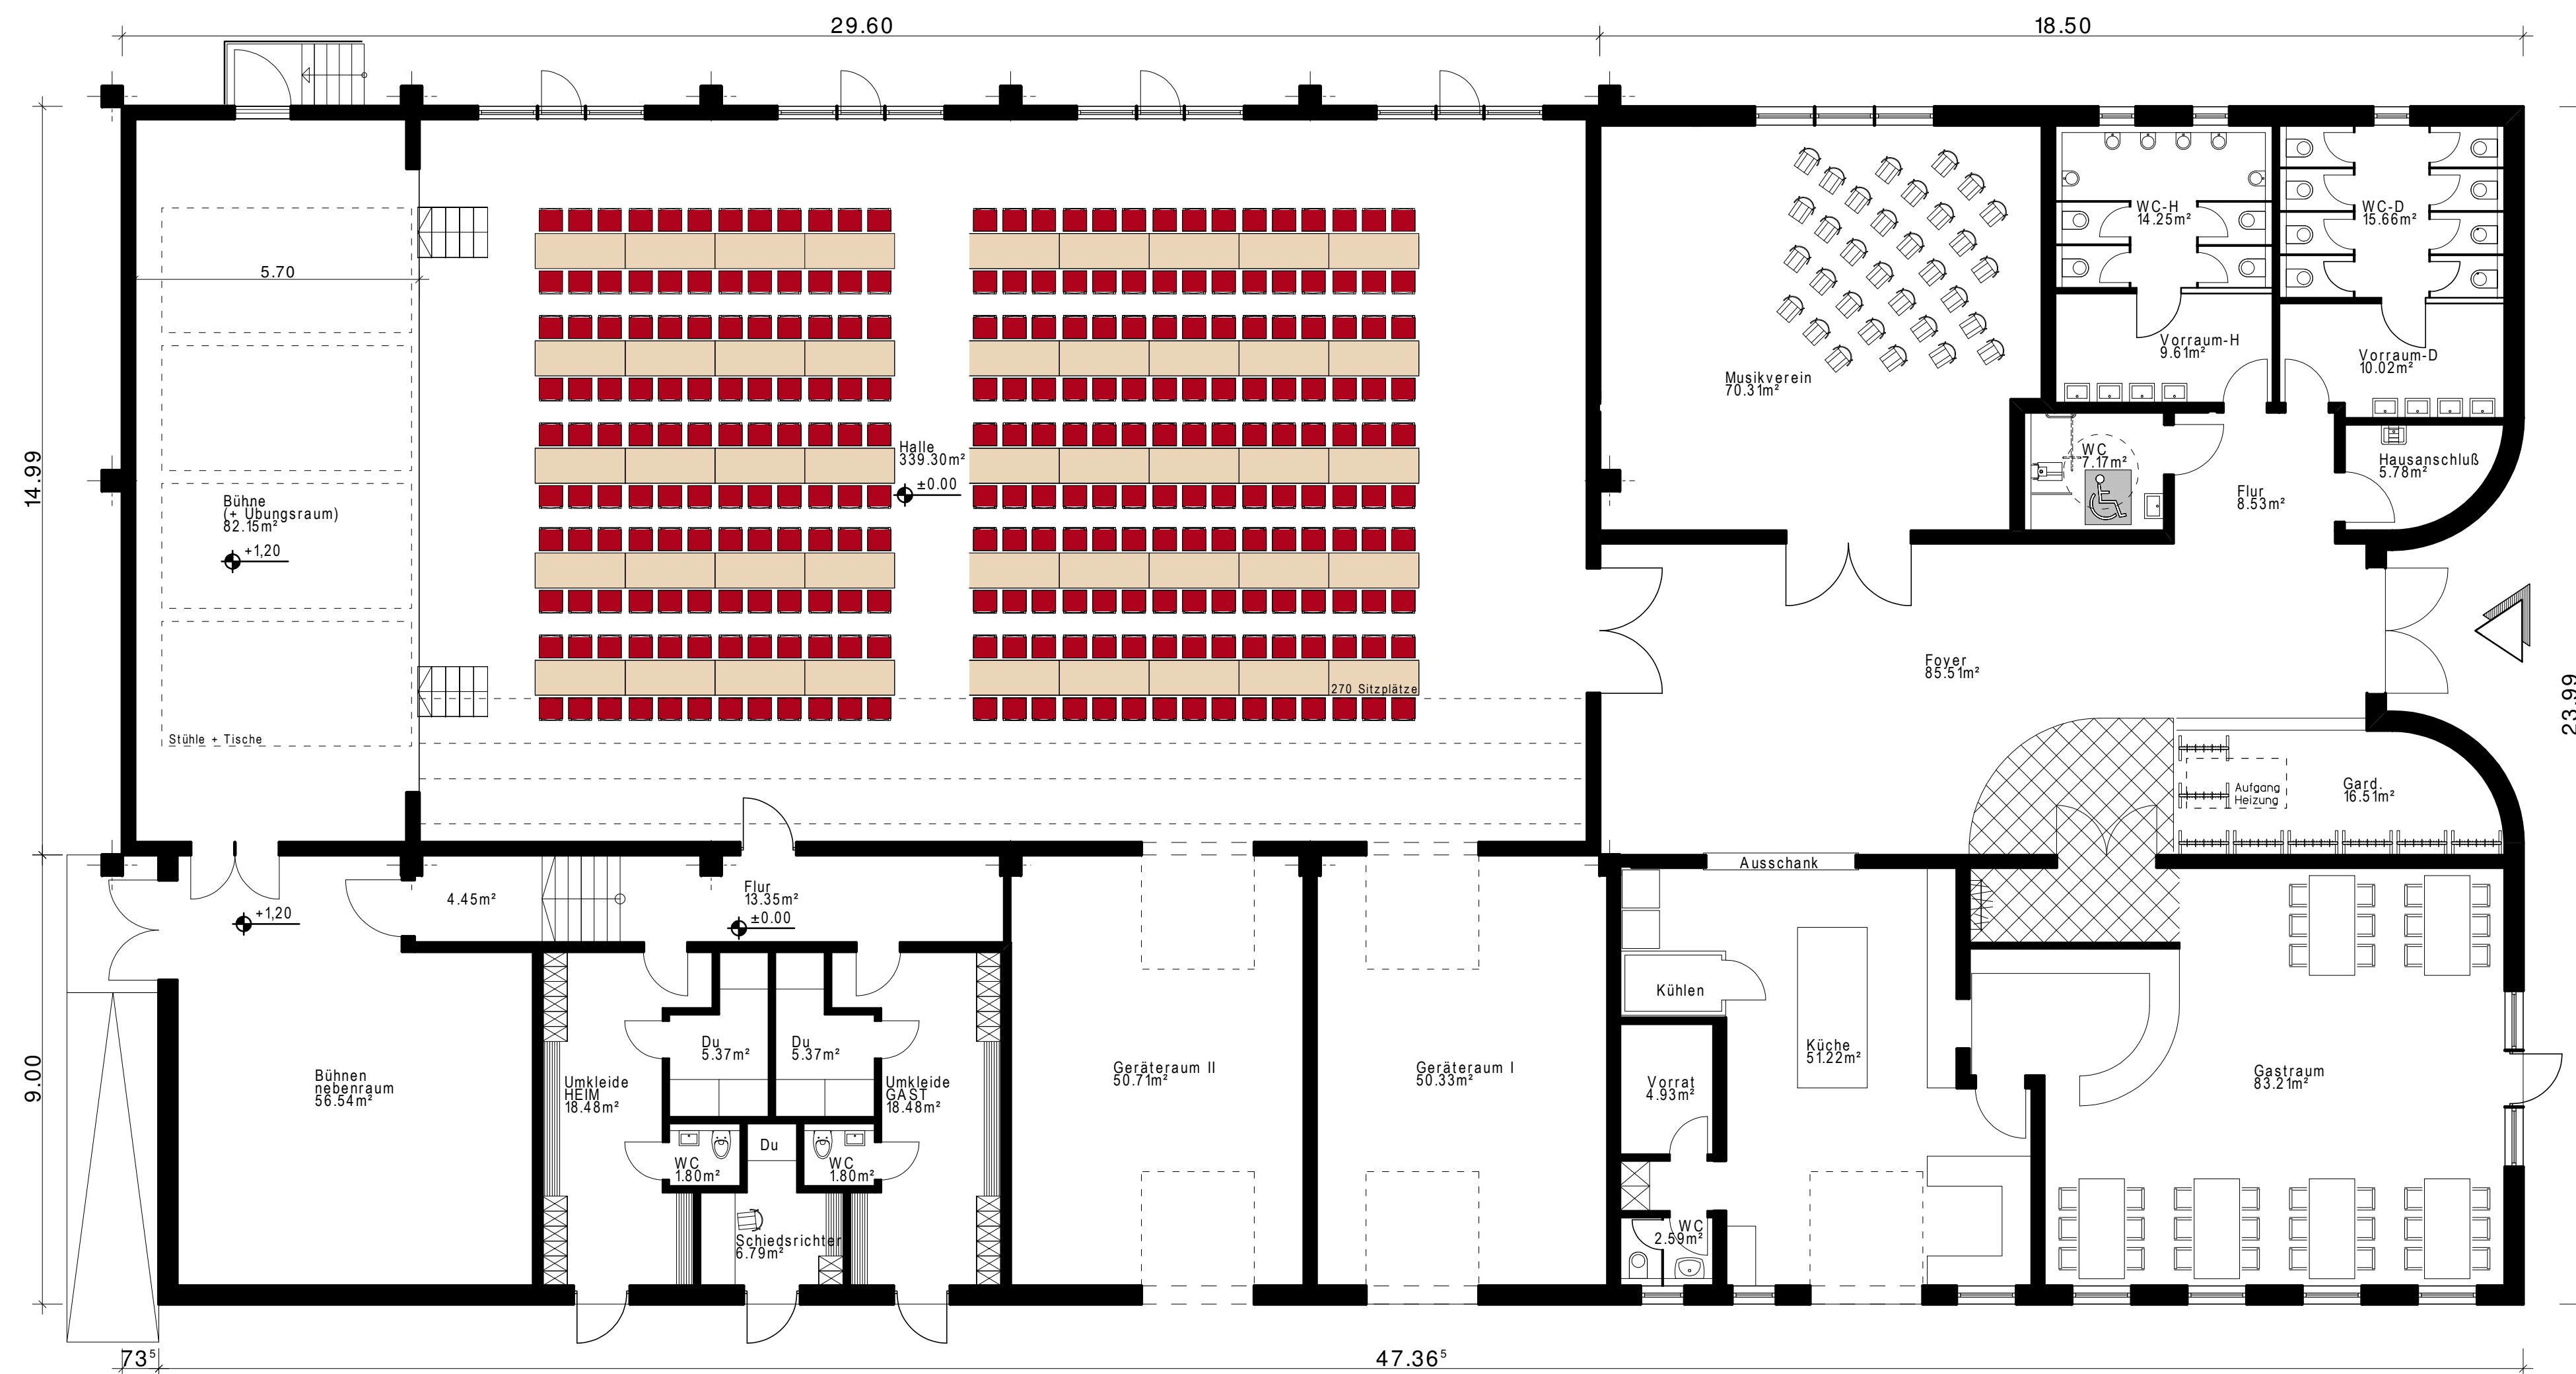 29.60
18.50
14.99
9.00
23.99
5.70
Bühne
(+ Übungsraum)
82.15m²
+1,20
Stühle + Tische
Halle
339.30m²
±0.00
270 Sitzplätze
Musikverein
70.31m²
WC-H
14.25m²
WC-D
15.66m²
Vorraum-H
9.61m²
Vorraum-D
10.02m²
WC
7.17m²
Flur
8.53m²
Hausanschluß
5.78m²
Foyer
85.51m²
Aufgang
Heizung
Gard.
16.51m²
Ausschank
+1,20
4.45m²
Flur
13.35m²
±0.00
Bühnen
nebenraum
56.54m²
Umkleide
HEIM
18.48m²
Du
5.37m²
Du
5.37m²
Umkleide
GAST
18.48m²
WC
1.80m²
Du
WC
1.80m²
Schiedsrichter
6.79m²
Geräteraum II
50.71m²
Geräteraum I
50.33m²
Kühlen
Vorrat
4.93m²
Küche
51.22m²
WC
2.59m²
Gastraum
83.21m²
73⁵
47.36⁵